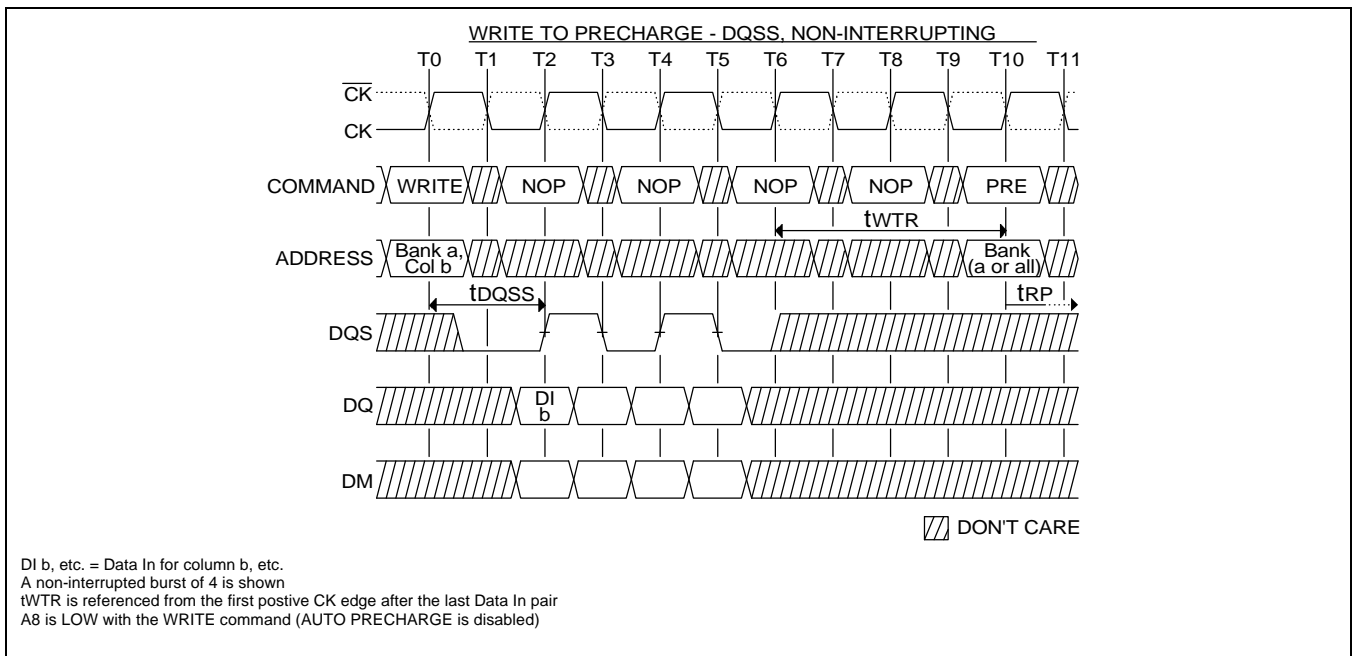 WRITE TO PRECHARGE - DQSS, NON-INTERRUPTING
T0 T1 T2 T3 T4 T5 T6 T7 T8 T9 T10 T11
CK
CK
COMMAND WRITE NOP NOP NOP NOP PRE
tWTR
ADDRESS Bank a, Col b Bank (a or all)
tDQSS tRP
DQS
DQ DI b
DM
DON'T CARE
DI b, etc. = Data In for column b, etc.
A non-interrupted burst of 4 is shown
tWTR is referenced from the first postive CK edge after the last Data In pair
A8 is LOW with the WRITE command (AUTO PRECHARGE is disabled)